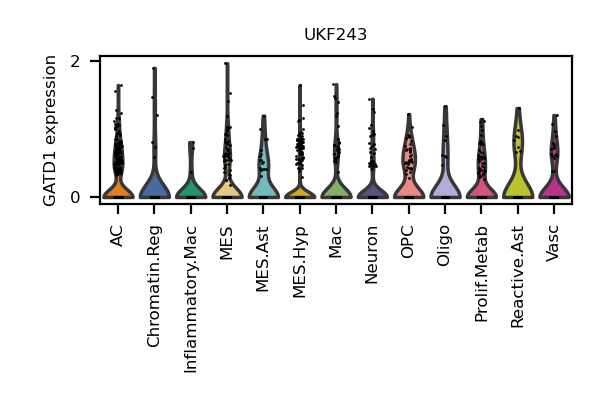 UKF243
GATD1 expression
2
0
AC
Chromatin.Reg
Inflammatory.Mac
MES
MES.Ast
MES.Hyp
Mac
Neuron
OPC
Oligo
Prolif.Metab
Reactive.Ast
Vasc